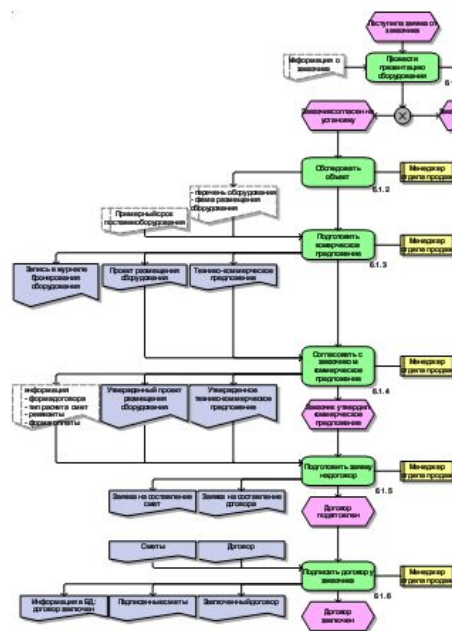 Поступила заявка от
заказчика
Информация о
заказчике
Провести
презентацию
оборудования
6.1
Заказчик согласен на
установку
Обследовать
объект
Менеджер
отдела продаж
6.1.2
- перечень оборудования
- схема размещения
оборудования
Примерный срок
поставки оборудования
Подготовить
комерческое
предложение
Менеджер
отдела продаж
6.1.3
Запись в журнале
бронирования
оборудования
Проект размещения
оборудования
Технико-коммерческое
предложение
Согласовать с
заказчиком
коммерческое
предложение
Менеджер
отдела продаж
6.1.4
информация
- форма договора
- тип расчета смет
- реквизиты
- форма оплаты
Утвержденный проект
размещения
оборудования
Утвержденное
технико-коммерческое
предложение
Заказчик утвердил
коммерческое
предложение
Подготовить заявку
на договор
Менеджер
отдела продаж
6.1.5
Заявка на составление
смет
Заявка на составление
договора
Договор
подготовлен
Сметы
Договор
Подписать договор у
заказчика
Менеджер
отдела продаж
6.1.6
Информация в БД:
договор заключен
Подписанные сметы
Заключенный договор
Договор
заключен